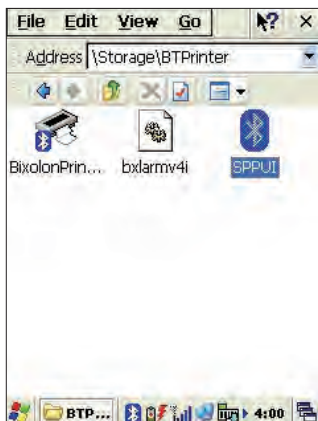 File Edit View Go
Address \Storage\BTPrinter
BixolonPrin... bxlarmv4i SPPUI
BTP... 4:00